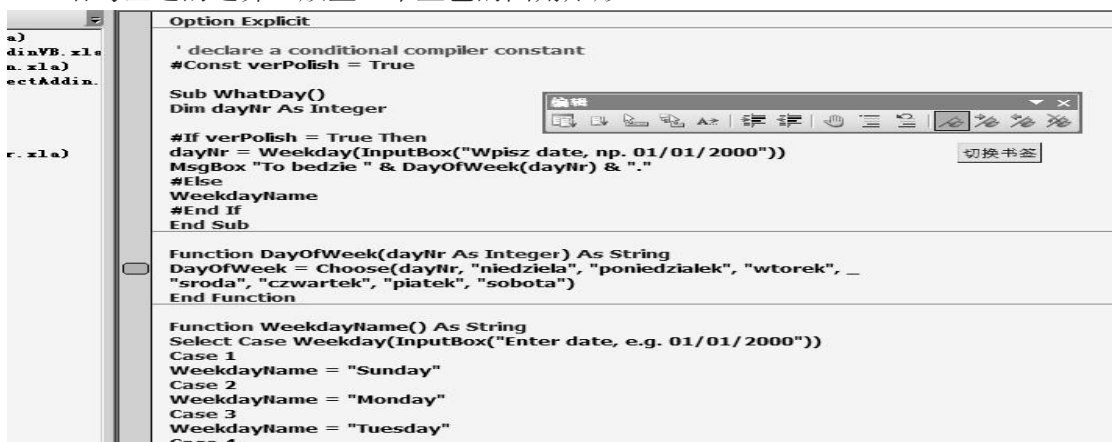 a)
dinVB.xla
n.xla)
ectAddin.
r.xla)
Option Explicit
' declare a conditional compiler constant
#Const verPolish = True
Sub WhatDay()
Dim dayNr As Integer
编辑
#If verPolish = True Then
dayNr = Weekday(InputBox("Wpisz date, np. 01/01/2000"))
切换书签
MsgBox "To bedzie " & DayOfWeek(dayNr) & "."
#Else
WeekdayName
#End If
End Sub
Function DayOfWeek(dayNr As Integer) As String
DayOfWeek = Choose(dayNr, "niedziela", "poniedzialek", "wtorek", _
"sroda", "czwartek", "piatek", "sobota")
End Function
Function WeekdayName() As String
Select Case Weekday(InputBox("Enter date, e.g. 01/01/2000"))
Case 1
WeekdayName = "Sunday"
Case 2
WeekdayName = "Monday"
Case 3
WeekdayName = "Tuesday"